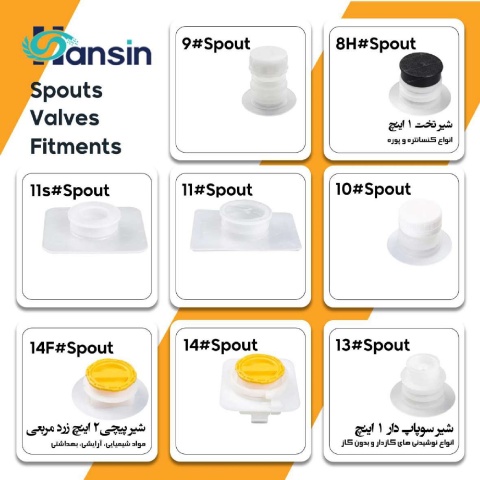 Hansin
Spouts
Valves
Fitments
9#Spout
8H#Spout
شیر تخت ۱ اینچ
انواع کنسانتره و پوره
11s#Spout
11#Spout
10#Spout
14F#Spout
شیر پیچی ۲ اینچ زرد مربعی
مواد شیمیایی، آرایشی، بهداشتی
14#Spout
13#Spout
شیر سوپاپ دار ۱ اینچ
انواع نوشیدنی های گازدار و بدون گاز